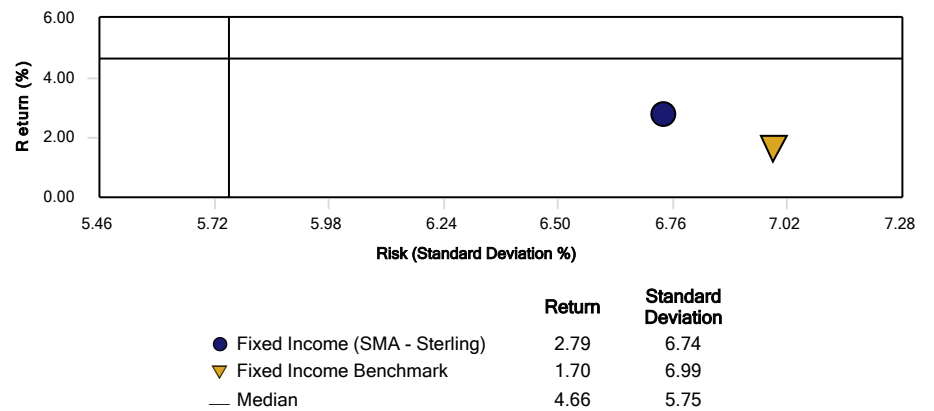 6.00
4.00
2.00
0.00
Return (%)
5.46 5.72 5.98 6.24 6.50 6.76 7.02 7.28
Risk (Standard Deviation %)
Return Standard Deviation
Fixed Income (SMA - Sterling) 2.79 6.74
Fixed Income Benchmark 1.70 6.99
Median 4.66 5.75